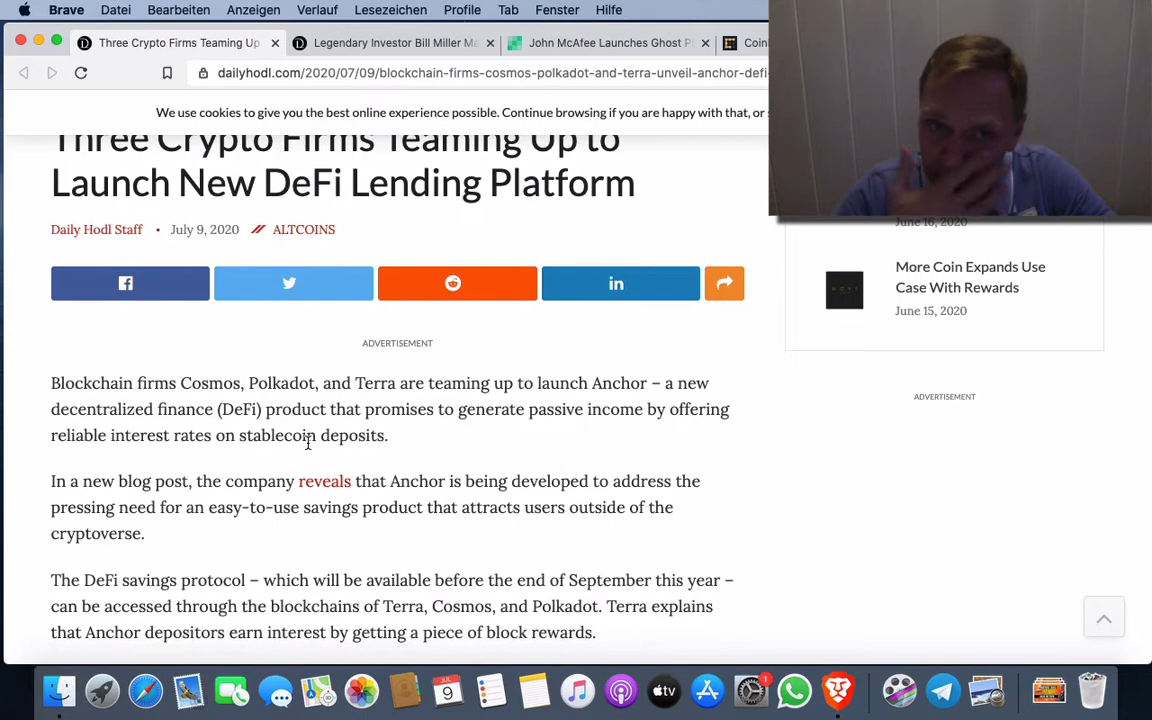 Brave Datei Bearbeiten Anzeigen Verlauf Lesezeichen Profile Tab Fenster Hilfe
Three Crypto Firms Teaming Up
Legendary Investor Bill Miller Ma
John McAfee Launches Ghost P
Coin
dailyhodl.com/2020/07/09/blockchain-firms-cosmos-polkadot-and-terra-unveil-anchor-defi-
We use cookies to give you the best online experience possible. Continue browsing if you are happy with that, or
Three Crypto Firms Teaming Up to
Launch New DeFi Lending Platform
Daily Hodl Staff • July 9, 2020 ALTCOINS
ADVERTISEMENT
Blockchain firms Cosmos, Polkadot, and Terra are teaming up to launch Anchor – a new
decentralized finance (DeFi) product that promises to generate passive income by offering
reliable interest rates on stablecoin deposits.
In a new blog post, the company reveals that Anchor is being developed to address the
pressing need for an easy-to-use savings product that attracts users outside of the
cryptoverse.
The DeFi savings protocol – which will be available before the end of September this year –
can be accessed through the blockchains of Terra, Cosmos, and Polkadot. Terra explains
that Anchor depositors earn interest by getting a piece of block rewards.
June 16, 2020
More Coin Expands Use
Case With Rewards
June 15, 2020
ADVERTISEMENT
JUL
9
tv
1